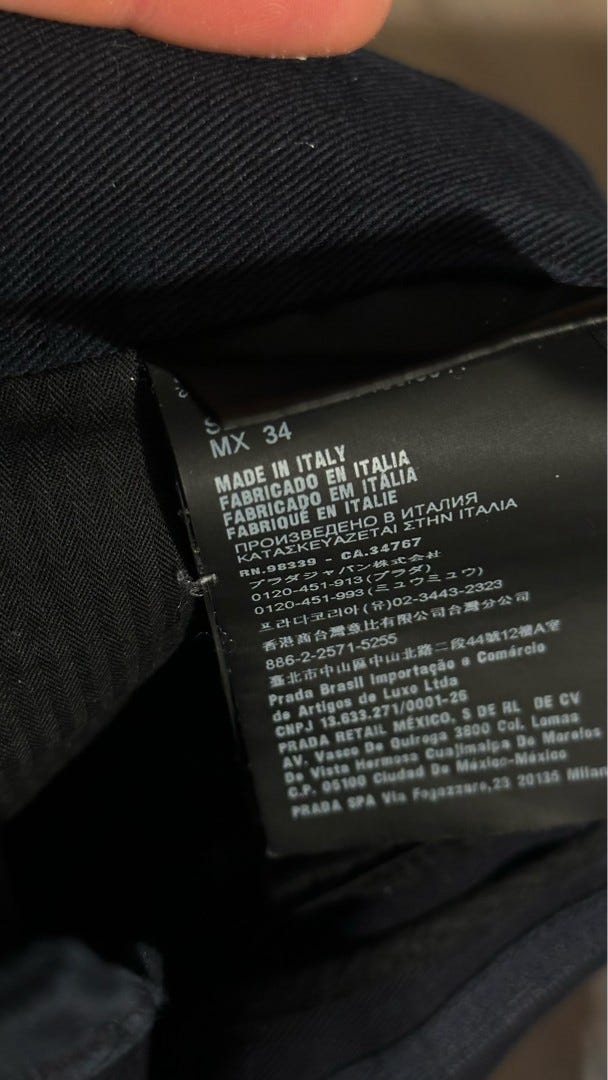 MX 34
MADE IN ITALY
FABRICADO EN ITALIA
FABRICADO EM ITÁLIA
FABRIQUÉ EN ITALIE
ПРОИЗВЕДЕНО В ИТАЛИЯ
ΚΑΤΑΣΚΕΥΑΖΕΤΑΙ ΣΤΗΝ ΙΤΑΛΙΑ
RN.98339 - CA.34767
プラダジャパン株式会社
0120-451-913(プラダ)
0120-451-993(ミュウミュウ)
프라다코리아(유)02-3443-2323
香港商台灣意比有限公司台灣分公司
886-2-2571-5255
臺北市中山區中山北路二段44號12樓A室
Prada Brasil Importação e Comércio
de Artigos de Luxo Ltda
CNPJ 13.633.271/0001-26
PRADA RETAIL MÉXICO, S DE RL DE CV
AV. Vasco De Quiroga 3800 Col. Lomas
De Vista Hermosa Cuajimalpa De Morelos
C.P. 05100 Ciudad De México-México
PRADA SPA Via Fogazzaro,28 20135 Milan